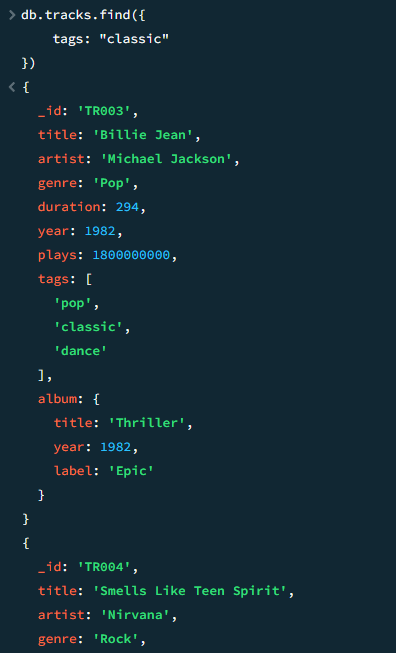 > db.tracks.find({
    tags: "classic"
})
< {
  _id: 'TR003',
  title: 'Billie Jean',
  artist: 'Michael Jackson',
  genre: 'Pop',
  duration: 294,
  year: 1982,
  plays: 1800000000,
  tags: [
    'pop',
    'classic',
    'dance'
  ],
  album: {
    title: 'Thriller',
    year: 1982,
    label: 'Epic'
  }
}
{
  _id: 'TR004',
  title: 'Smells Like Teen Spirit',
  artist: 'Nirvana',
  genre: 'Rock',